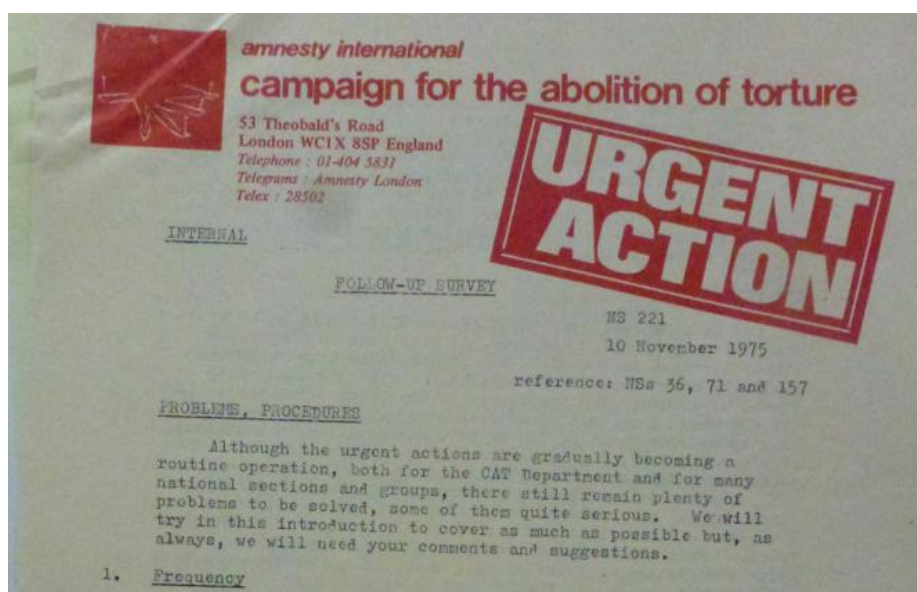 amnesty international
campaign for the abolition of torture
53 Theobald's Road
London WC1X 8SP England
Telephone : 01-404 5831
Telegrams : Amnesty London
Telex : 28502
URGENT
ACTION
INTERNAL
FOLLOW-UP SURVEY
NS 221
10 November 1975
reference: NSs 36, 71 and 157
PROBLEMS, PROCEDURES
Although the urgent actions are gradually becoming a
routine operation, both for the CAT Department and for many
national sections and groups, there still remain plenty of
problems to be solved, some of them quite serious. We will
try in this introduction to cover as much as possible but, as
always, we will need your comments and suggestions.
1. Frequency